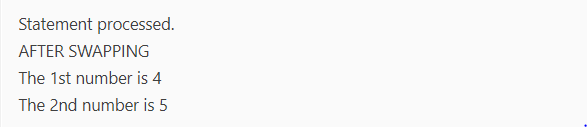 Statement processed.
AFTER SWAPPING
The 1st number is 4
The 2nd number is 5